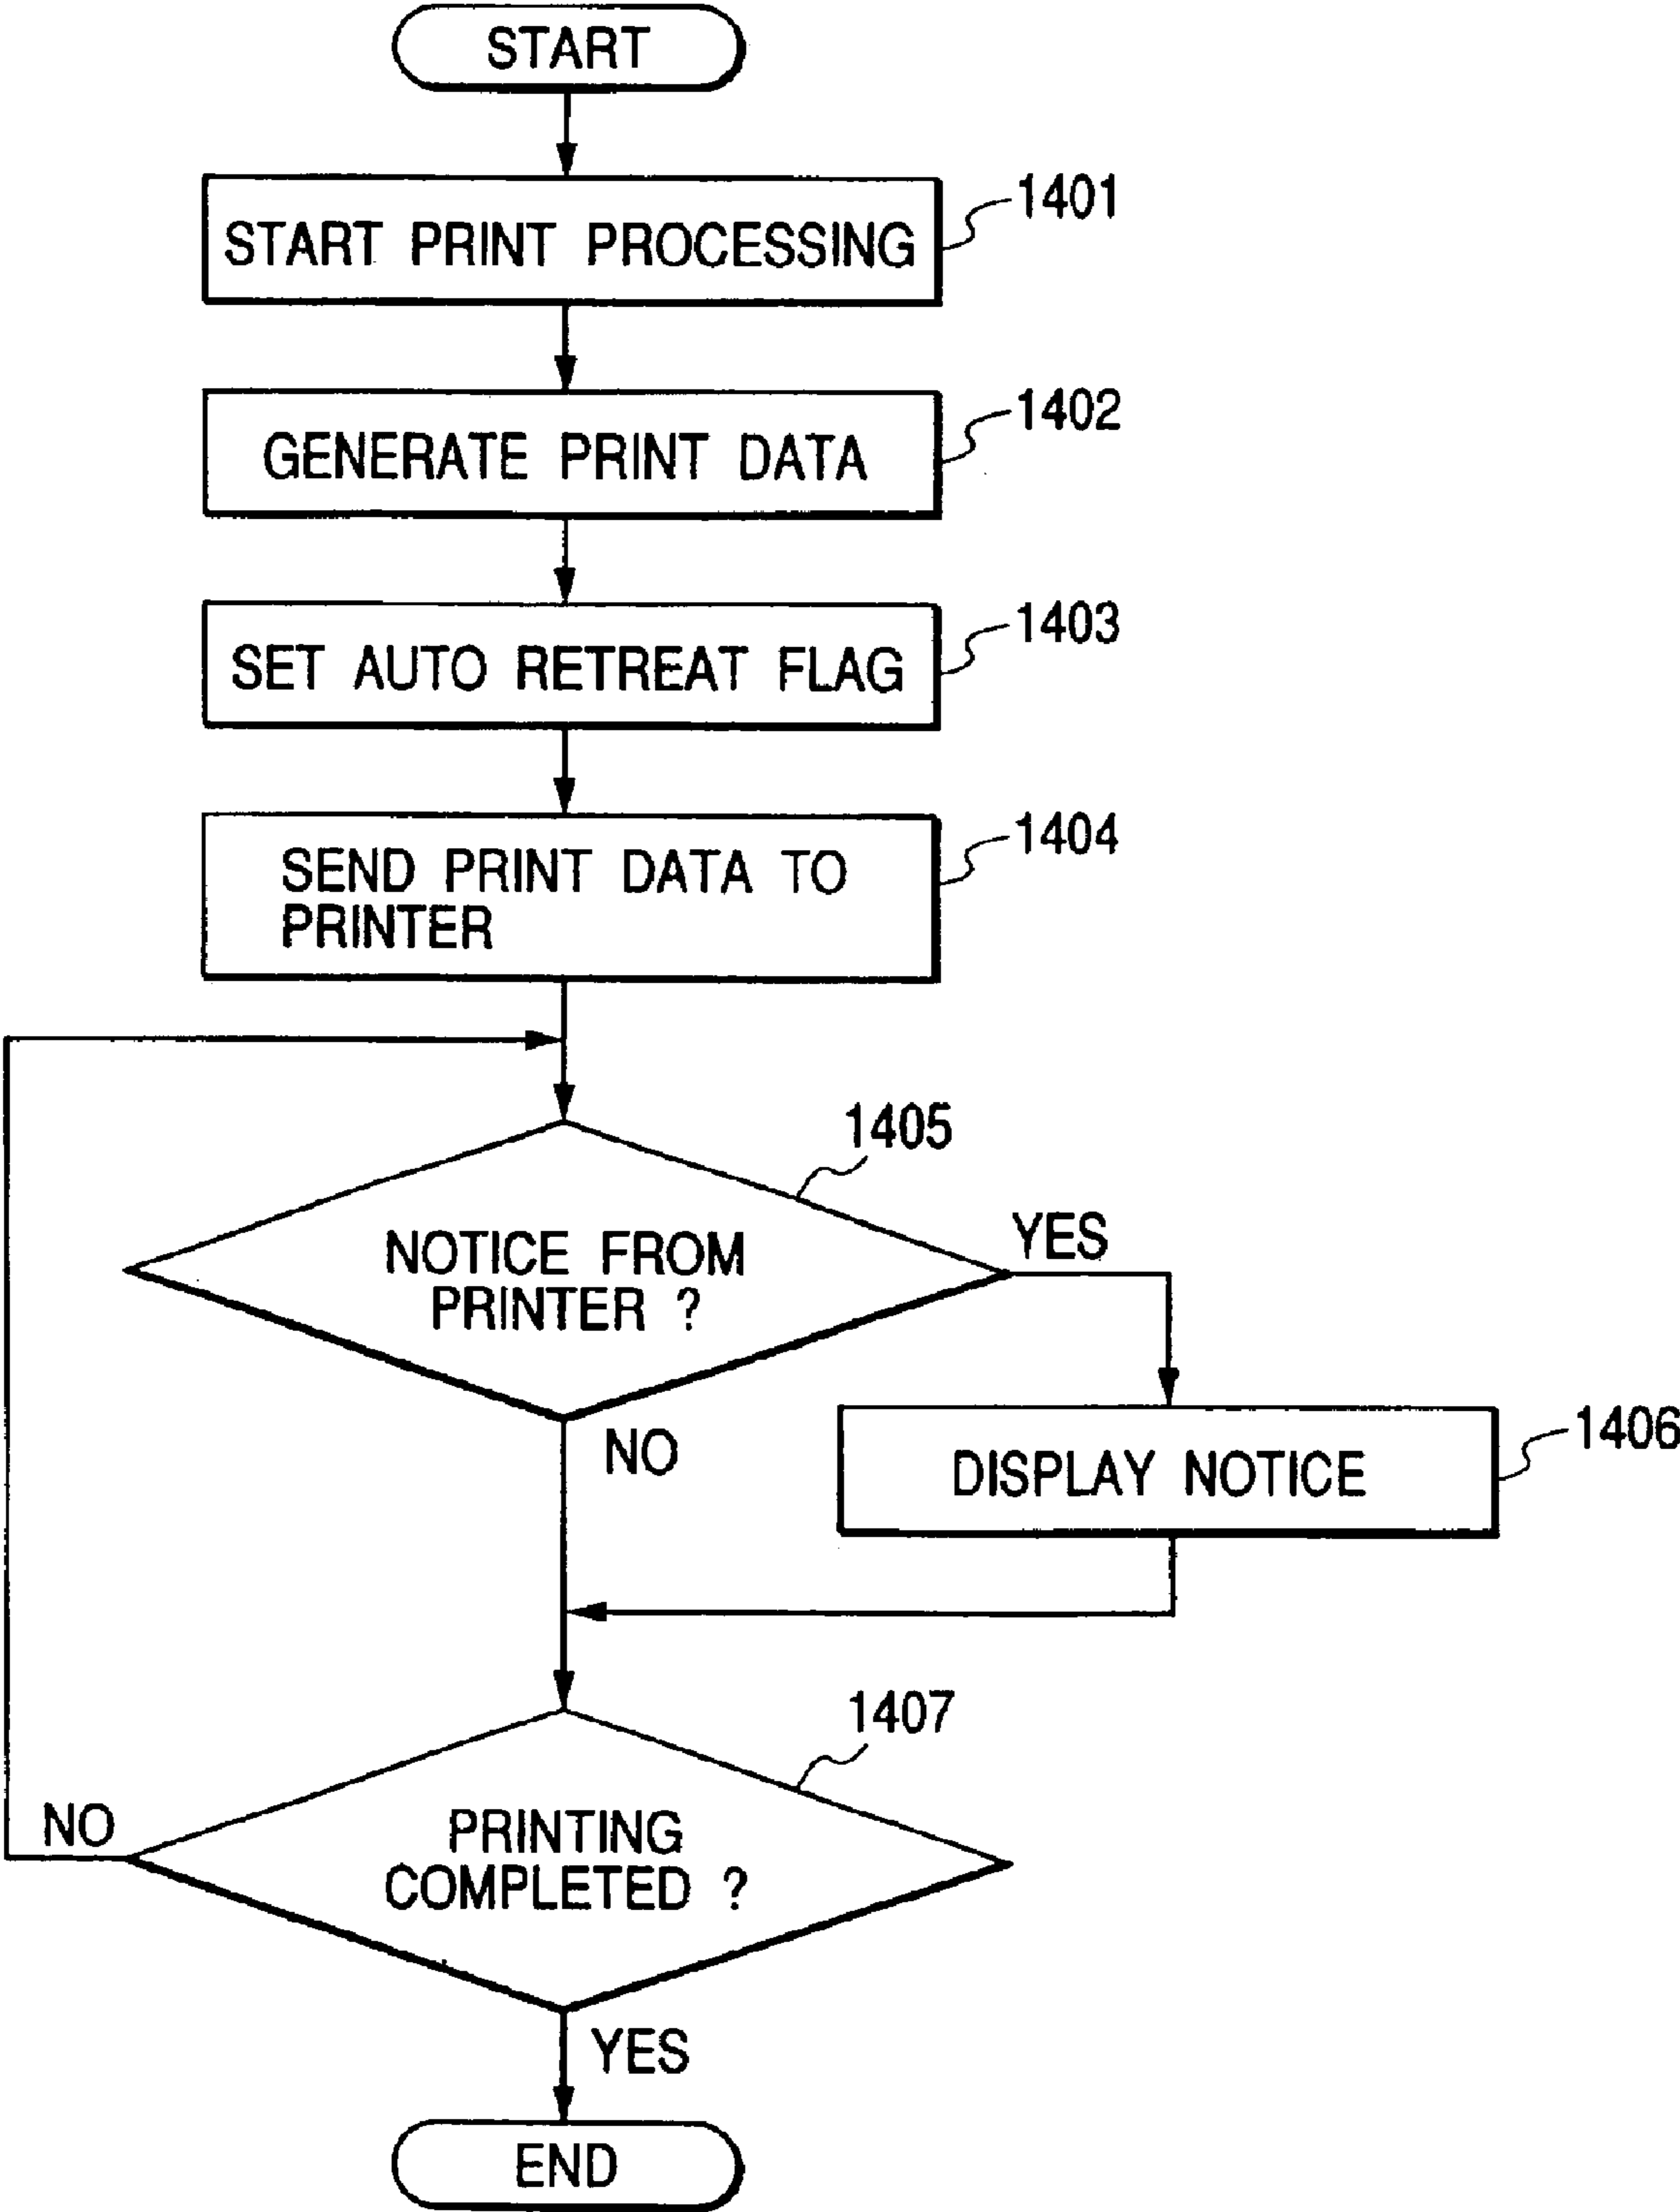 START
START PRINT PROCESSING
1401
GENERATE PRINT DATA
1402
SET AUTO RETREAT FLAG
1403
SEND PRINT DATA TO
PRINTER
1404
1405
NOTICE FROM
PRINTER ?
YES
NO
DISPLAY NOTICE
1406
1407
PRINTING
COMPLETED ?
NO
YES
END